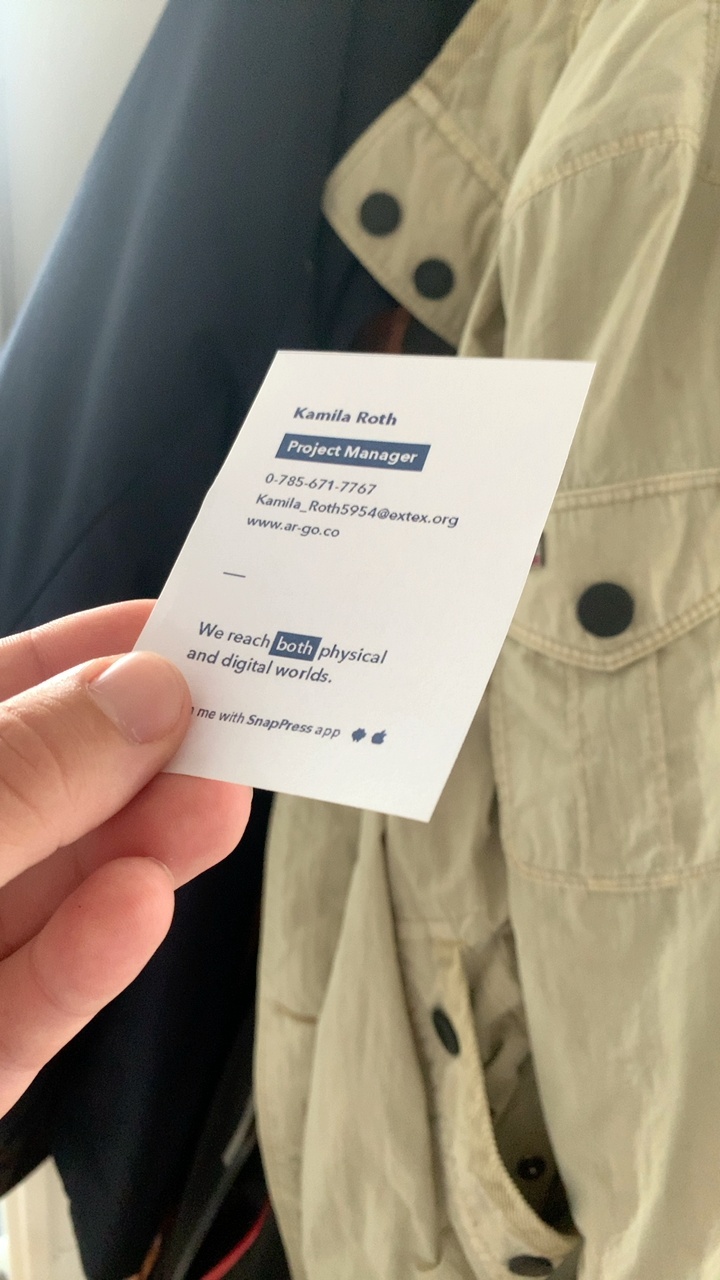 Kamila Roth
Project Manager
0-785-671-7767
Kamila_Roth5954@extex.org
www.ar-go.co
We reach both physical
and digital worlds.
me with SnapPress app